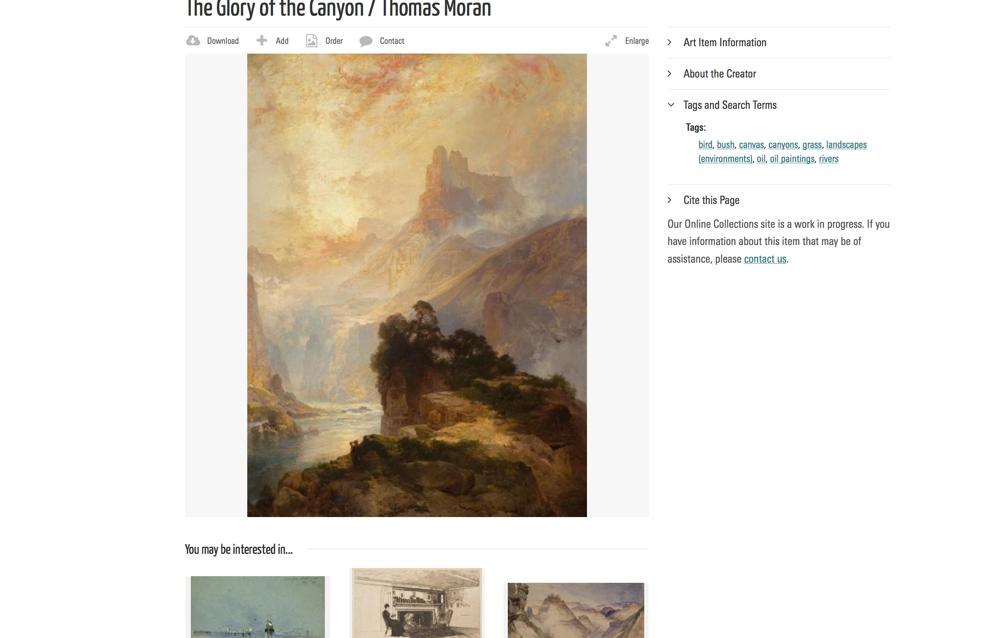 The Glory of the Canyon / Thomas Moran
Download Add Order Contact Enlarge
Art Item Information
About the Creator
Tags and Search Terms
Tags:
bird, bush, canvas, canyons, grass, landscapes
(environments), oil, oil paintings, rivers
Cite this Page
Our Online Collections site is a work in progress. If you
have information about this item that may be of
assistance, please contact us.
You may be interested in...